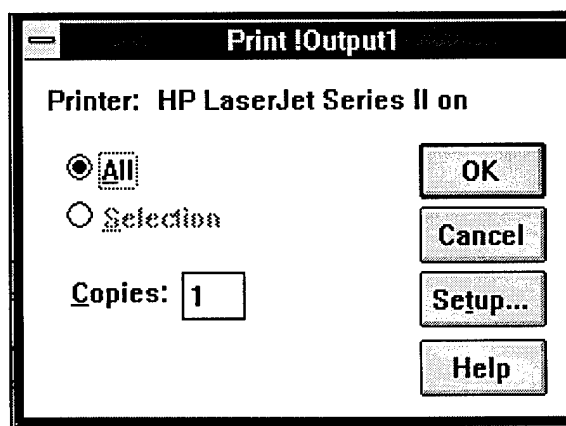 Print !Output1
Printer: HP LaserJet Series II on
All
OK
Selection
Cancel
Copies: 1
Setup...
Help